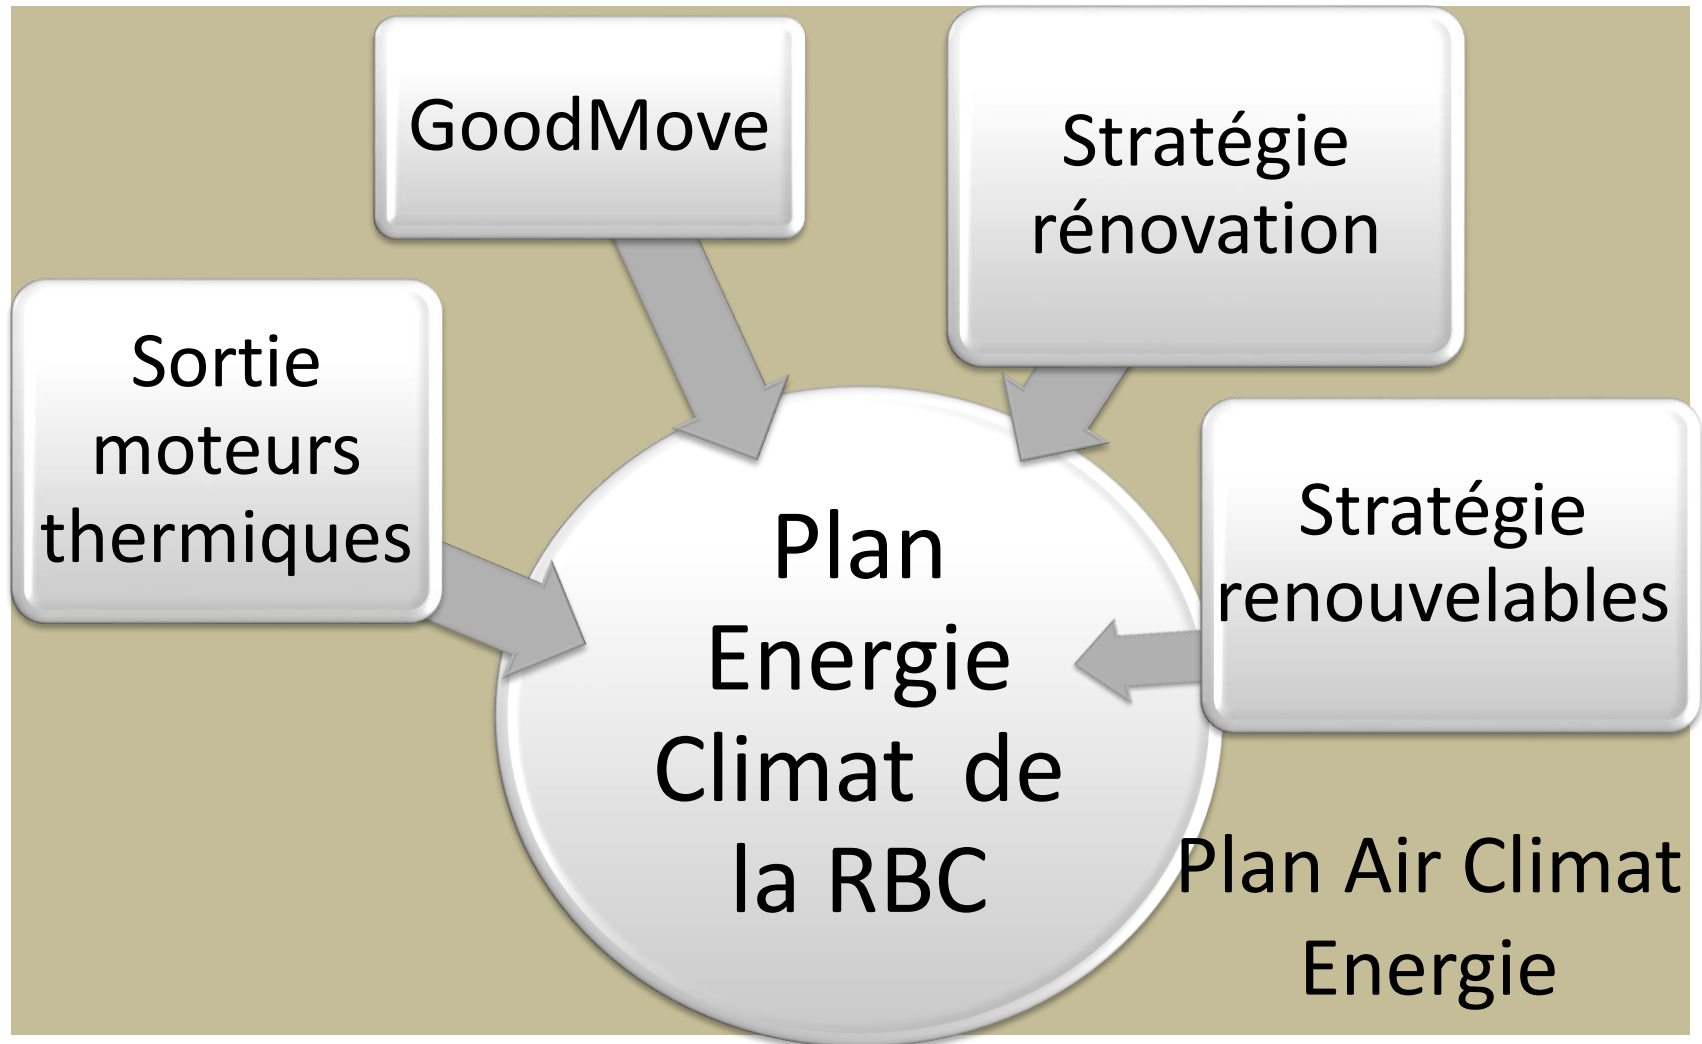 GoodMove
Stratégie
rénovation
Sortie
moteurs
thermiques
Stratégie
renouvelables
Plan
Energie
Climat  de
la RBC
Plan Air Climat
Energie